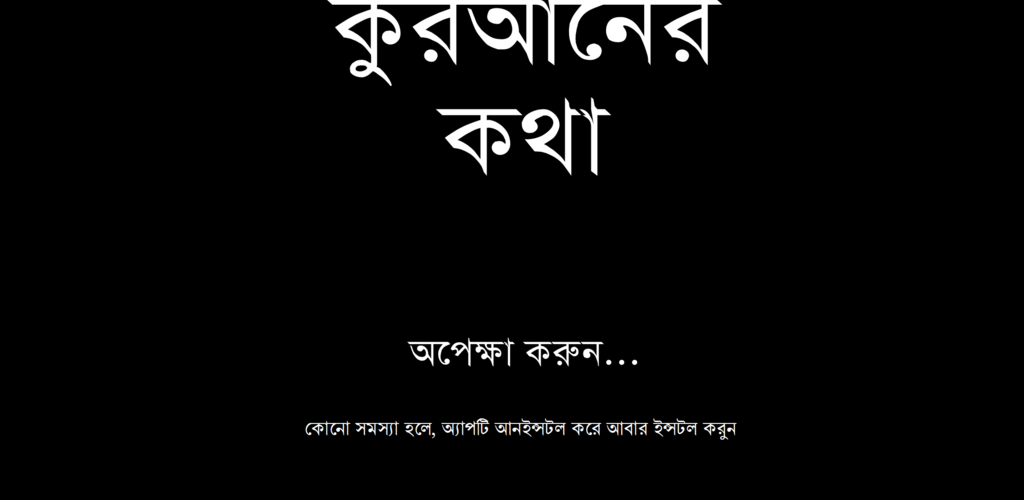 কুরআনের
কথা
অপেক্ষা করুন...
কোনো সমস্যা হলে, অ্যাপটি আনইন্সটল করে আবার ইন্সটল করুন